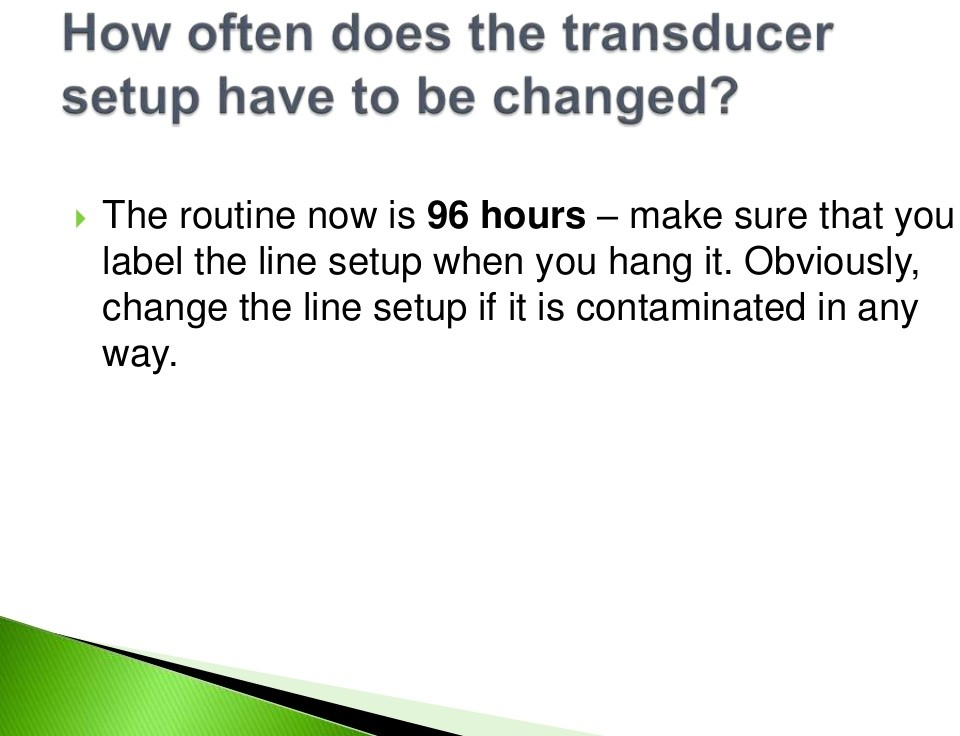 How often does the transducer
setup have to be changed?
The routine now is 96 hours – make sure that you
label the line setup when you hang it. Obviously,
change the line setup if it is contaminated in any
way.